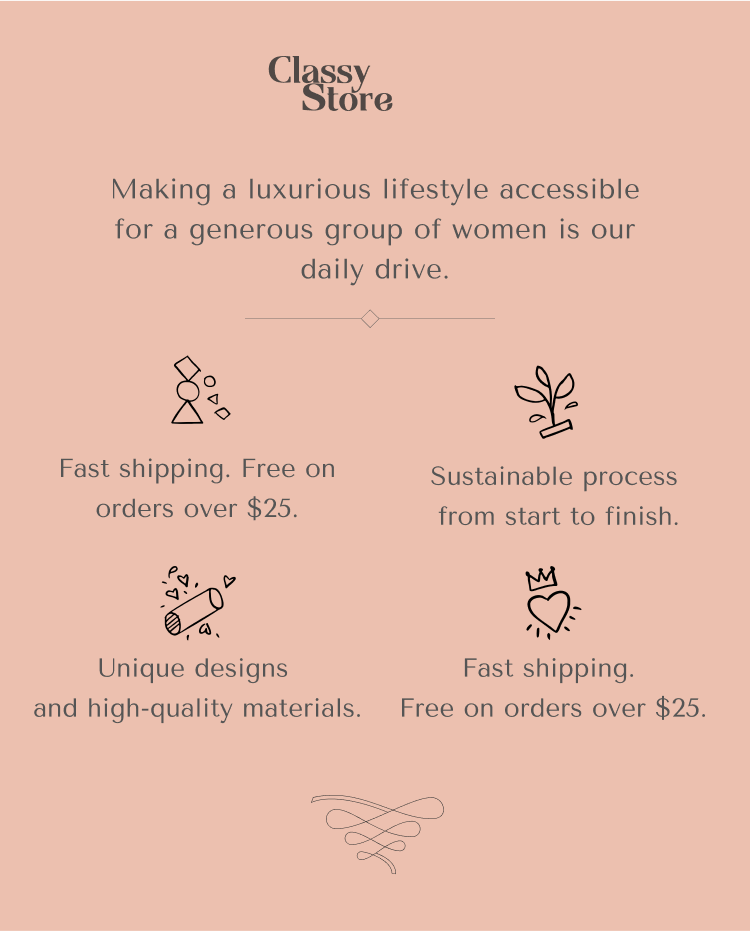 Classy
Store
Making a luxurious lifestyle accessible
for a generous group of women is our
daily drive.
Fast shipping. Free on
orders over $25.
Sustainable process
from start to finish.
Unique designs
and high-quality materials.
Fast shipping.
Free on orders over $25.